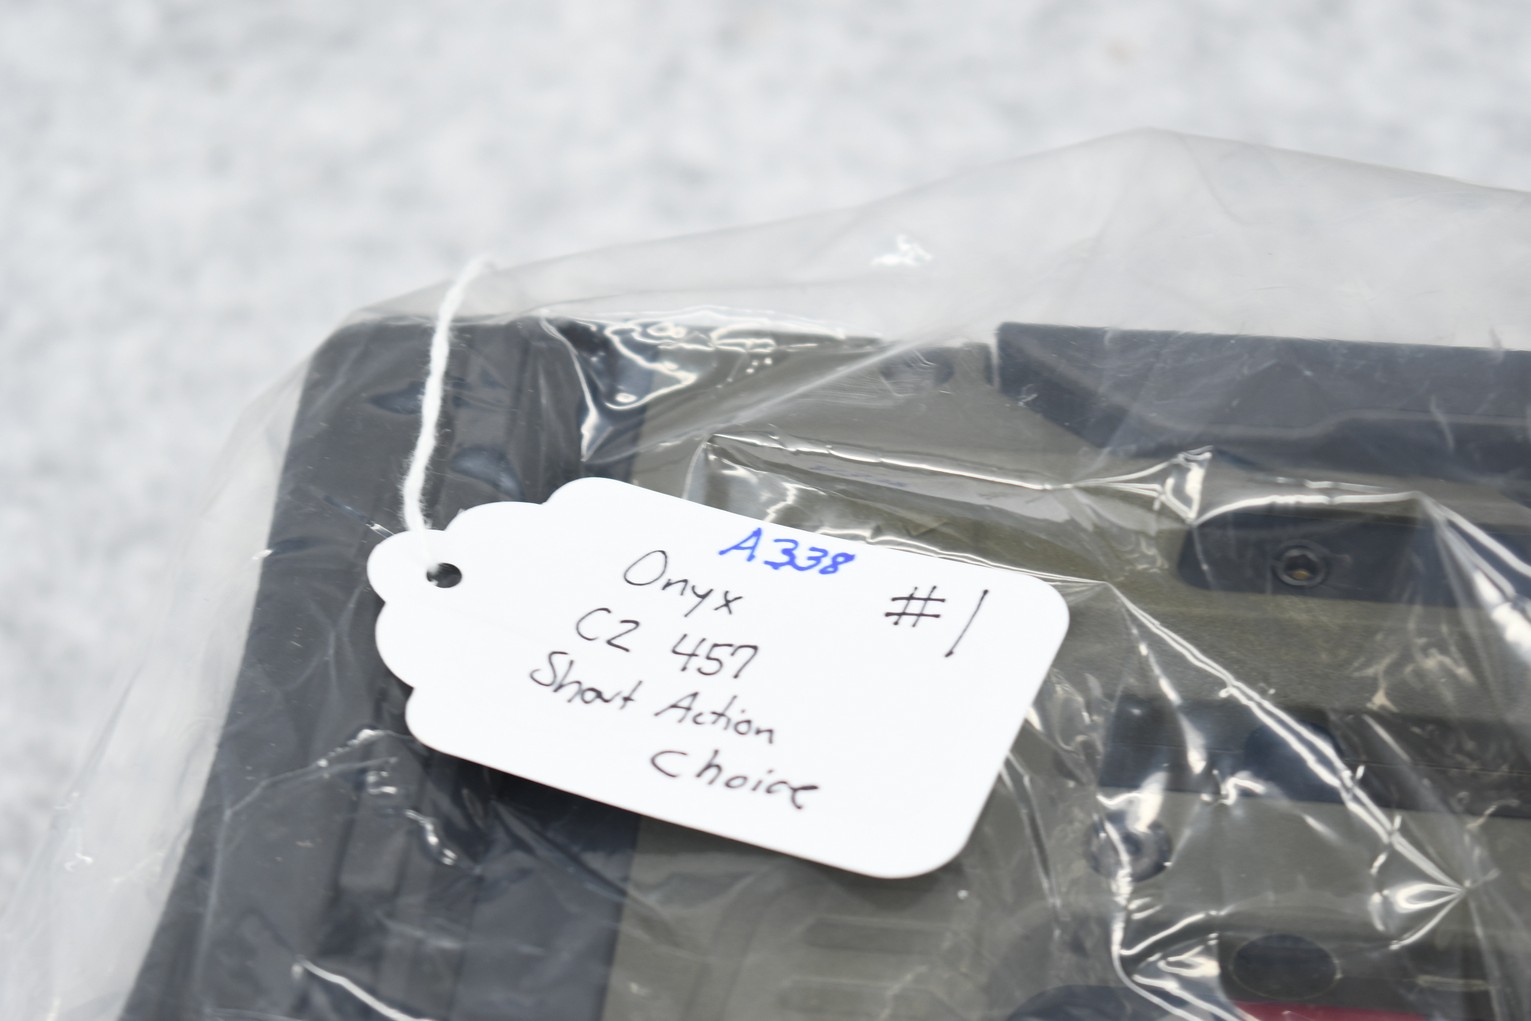 A338
Onyx #1
CZ 457
Short Action
Choice